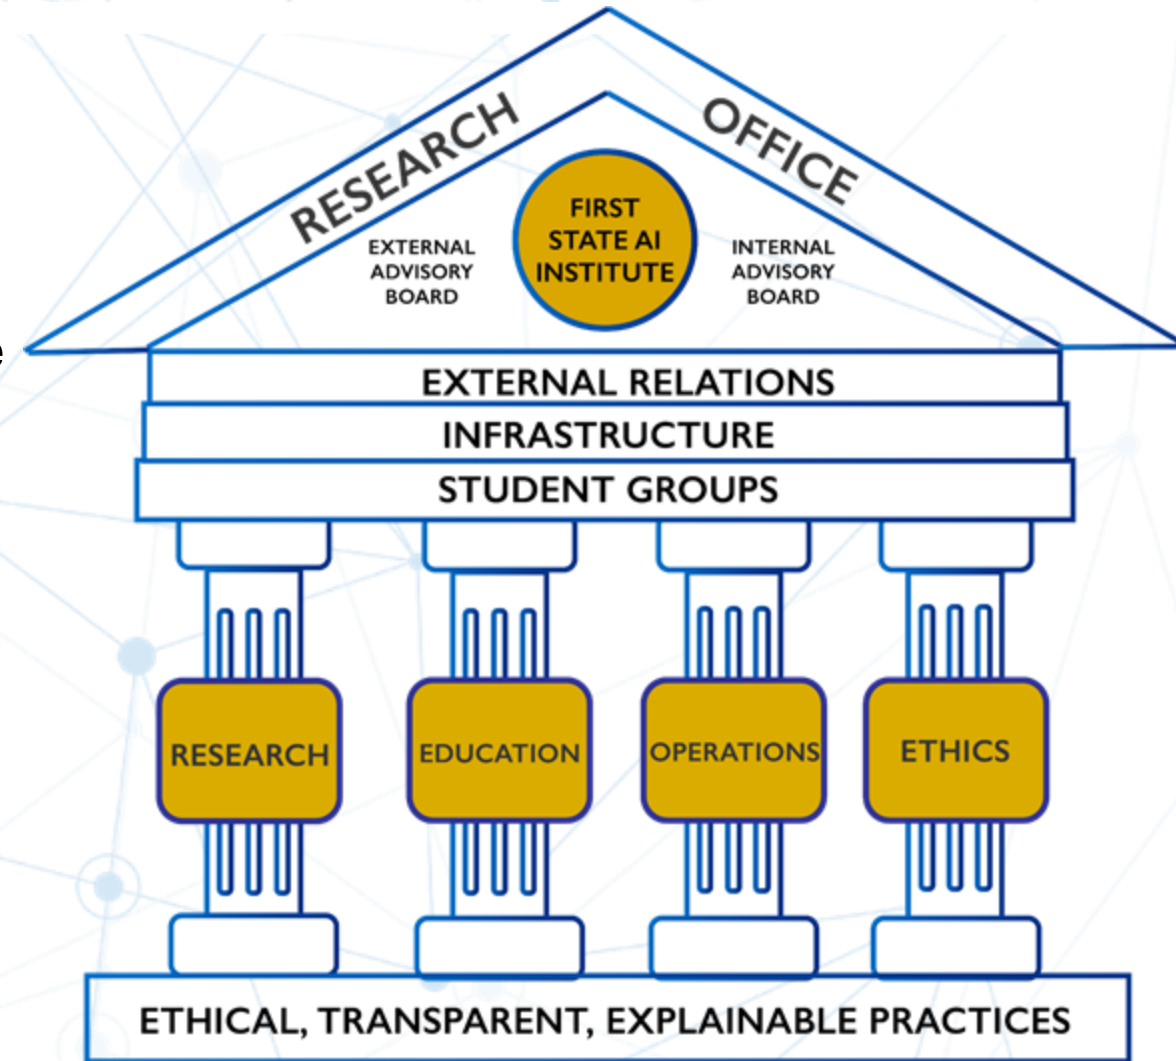 RESEARCH OFFICE
FIRST
STATE AI
INSTITUTE
EXTERNAL
ADVISORY
BOARD
INTERNAL
ADVISORY
BOARD
EXTERNAL RELATIONS
INFRASTRUCTURE
STUDENT GROUPS
RESEARCH
EDUCATION
OPERATIONS
ETHICS
ETHICAL, TRANSPARENT, EXPLAINABLE PRACTICES